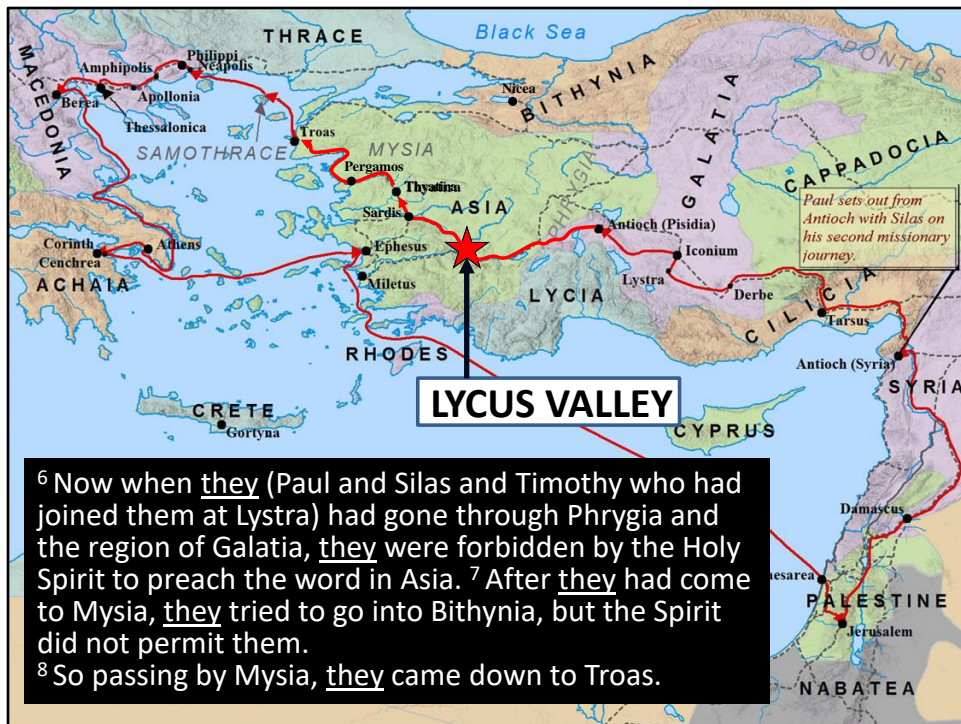 Black Sea
THRACE
MACEDONIA
Philippi
Neapolis
Amphipolis
Apollonia
Berea
Thessalonica
SAMOTHRACE
Troas
MYSIA
Nicea
BITHYNIA
PONTUS
GALATIA
CAPPADOCIA
Pergamos
Thyatira
Sardis
ASIA
PHRYGIA
Antioch (Pisidia)
Iconium
Paul sets out from
Antioch with Silas on
his second missionary
journey.
Corinth
Cenchrea
Athens
ACHAIA
Ephesus
Miletus
Lystra
Derbe
LYCIA
CILICIA
Tarsus
Antioch (Syria)
SYRIA
RHODES
LYCUS VALLEY
CRETE
Gortyna
CYPRUS
Damascus
esarea
PALESTINE
Jerusalem
NABATEA
6 Now when they (Paul and Silas and Timothy who had
joined them at Lystra) had gone through Phrygia and
the region of Galatia, they were forbidden by the Holy
Spirit to preach the word in Asia. 7 After they had come
to Mysia, they tried to go into Bithynia, but the Spirit
did not permit them.
8 So passing by Mysia, they came down to Troas.